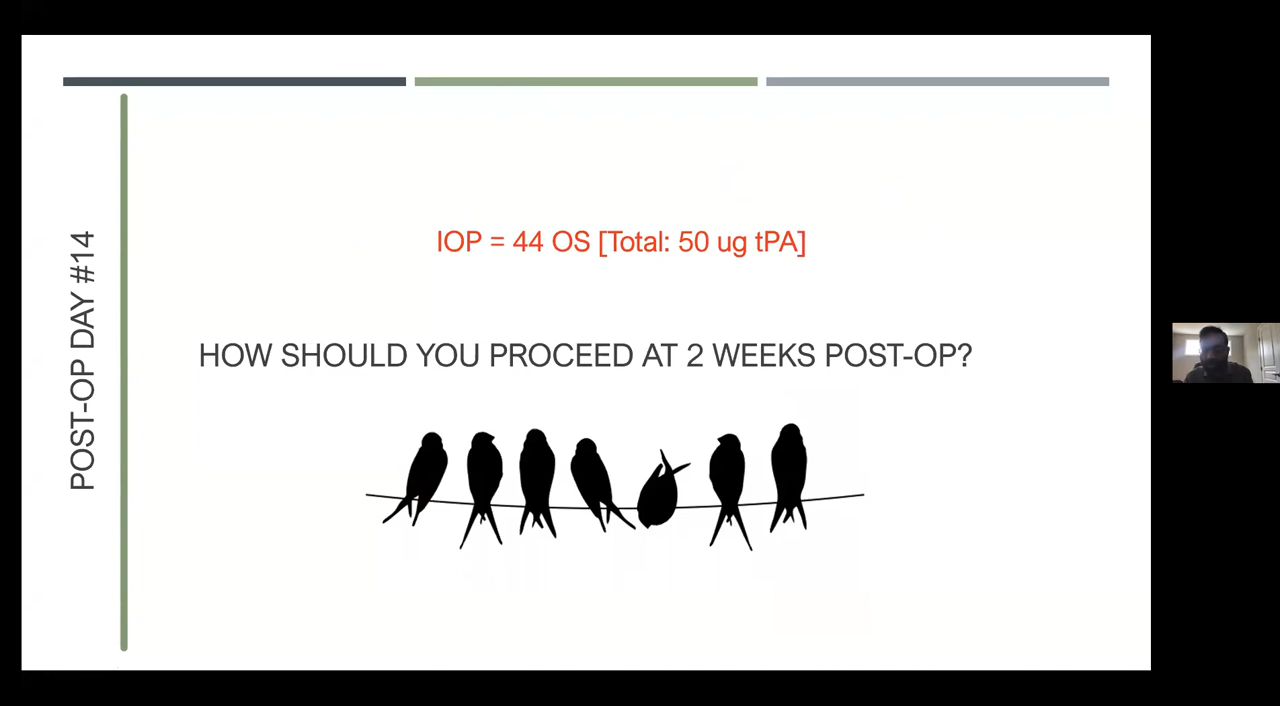 POST-OP DAY #14
IOP = 44 OS [Total: 50 ug tPA]
HOW SHOULD YOU PROCEED AT 2 WEEKS POST-OP?